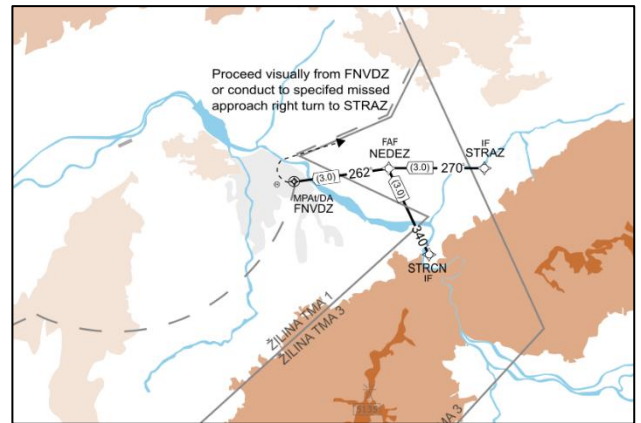 Proceed visually from FNVDZ
or conduct to specifed missed
approach right turn to STRAZ
FAF
NEDEZ
IF
STRAZ
(3.0)
262'
(3.0)
270'
MPAt/DA
FNVDZ
(3.0)
340'
STRCN
IF
ŽILINA TMA 1
ŽILINA TMA 3
MA 3